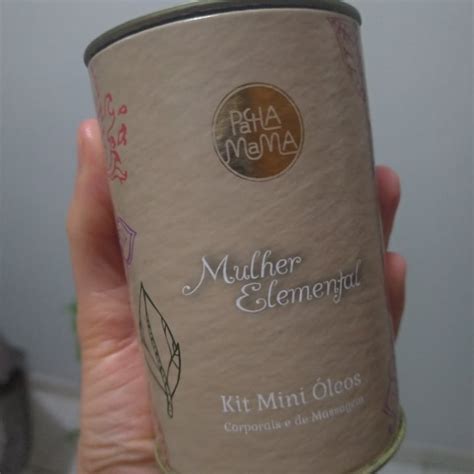 PaCHA
MaMA
Mulher
Elemental
Kit Mini Óleos
Corporais e de Massagem